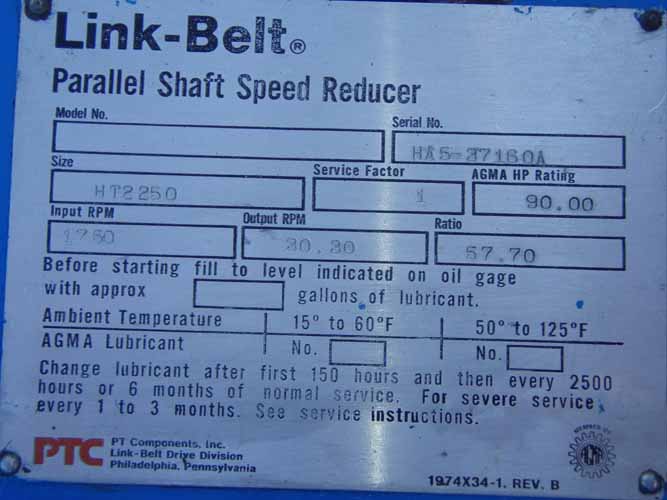 Link-Belt®
Parallel Shaft Speed Reducer
Model No.
Serial No.
HA5-37160A
Size
Service Factor
AGMA HP Rating
HT2250
1
90.00
Input RPM
Output RPM
Ratio
1750
30.30
57.70
Before starting fill to level indicated on oil gage
with approx gallons of lubricant.
Ambient Temperature 15° to 60°F 50° to 125°F
AGMA Lubricant No. No.
Change lubricant after first 150 hours and then every 2500
hours or 6 months of normal service. For severe service,
every 1 to 3 months. See service instructions.
PTC
PT Components, Inc.
Link-Belt Drive Division
Philadelphia, Pennsylvania
1974X34-1. REV. B